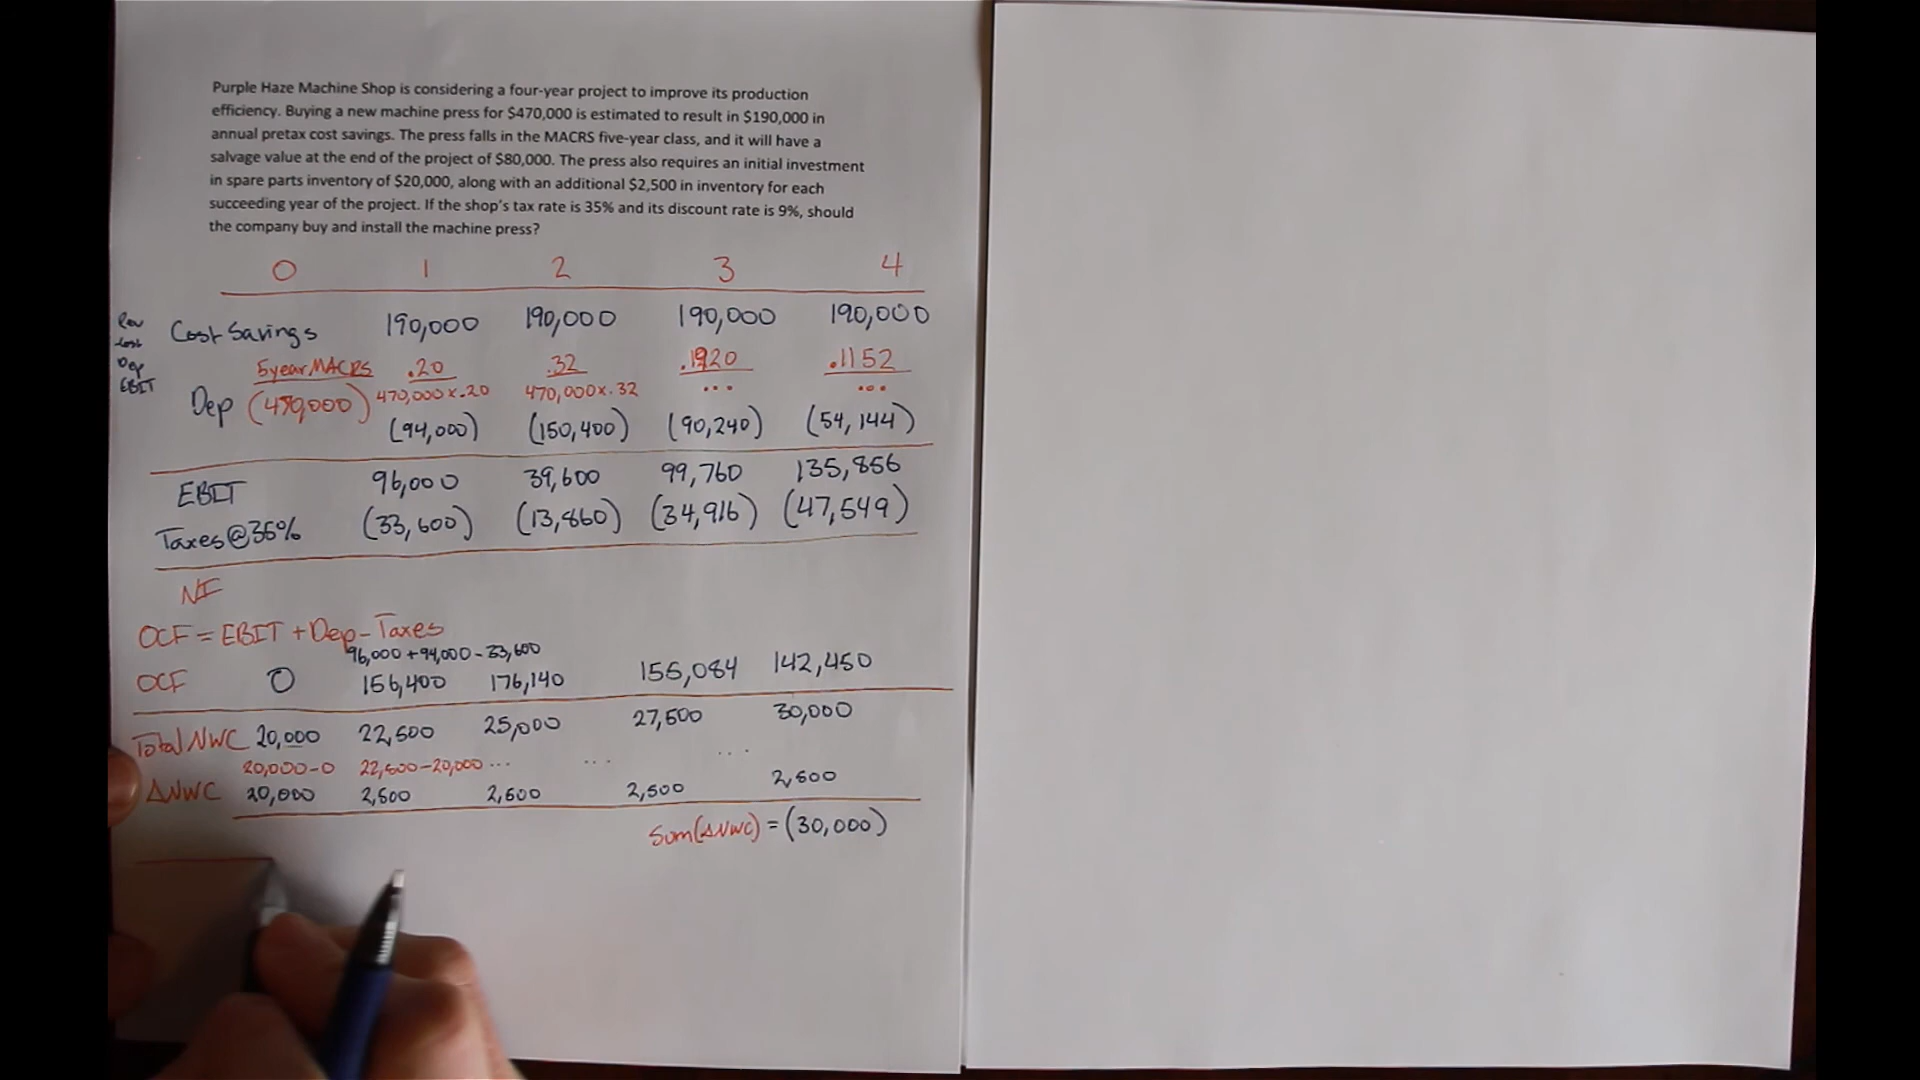 Purple Haze Machine Shop is considering a four-year project to improve its production
efficiency. Buying a new machine press for $470,000 is estimated to result in $190,000 in
annual pretax cost savings. The press falls in the MACRS five-year class, and it will have a
salvage value at the end of the project of $80,000. The press also requires an initial investment
in spare parts inventory of $20,000, along with an additional $2,500 in inventory for each
succeeding year of the project. If the shop's tax rate is 35% and its discount rate is 9%, should
the company buy and install the machine press?
0 1 2 3 4
Rev
Cost
Dep
EBIT
Cost Savings 190,000 190,000 190,000 190,000
5 year MACRS .20 .32 .1920 .1152
Dep (470,000) 470,000x.20 470,000x.32 ... ...
(94,000) (150,400) (90,240) (54,144)
EBIT 96,000 39,600 99,760 135,856
Taxes@35% (33,600) (13,860) (34,916) (47,549)
NI
OCF = EBIT + Dep - Taxes
96,000 + 94,000 - 33,600
OCF 0 156,400 176,140 155,084 142,450
Total NWC 20,000 22,500 25,000 27,500 30,000
20,000-0 22,500-20,000 ... ... ....
ΔNWC 20,000 2,500 2,500 2,500 2,500
Sum(ΔNWC) = (30,000)